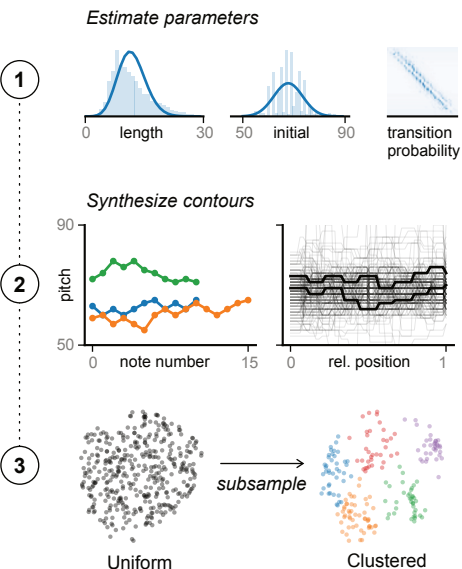 Estimate parameters
1
0 length 30
50 initial 90
transition
probability
Synthesize contours
2
90
pitch
50
0 note number 15
0 rel. position 1
3
subsample
Uniform
Clustered